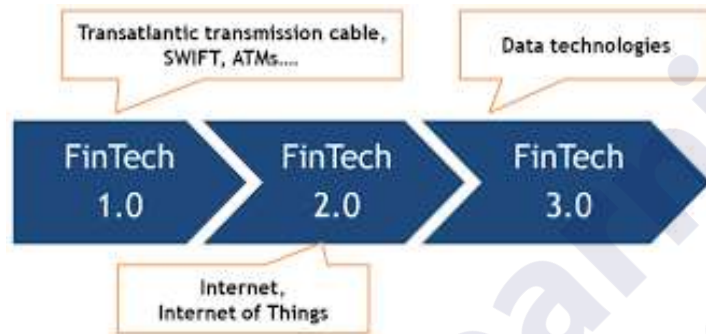 Transatlantic transmission cable,
SWIFT, ATMs....
Data technologies
FinTech
1.0
FinTech
2.0
FinTech
3.0
Internet,
Internet of Things